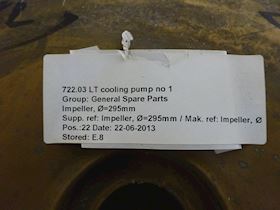 722.03 LT cooling pump no 1
Group: General Spare Parts
Impeller, Ø=295mm
Supp. ref: Impeller, Ø=295mm / Mak. ref: Impeller, Ø
Pos.:22 Date: 22-06-2013
Stored: E.8